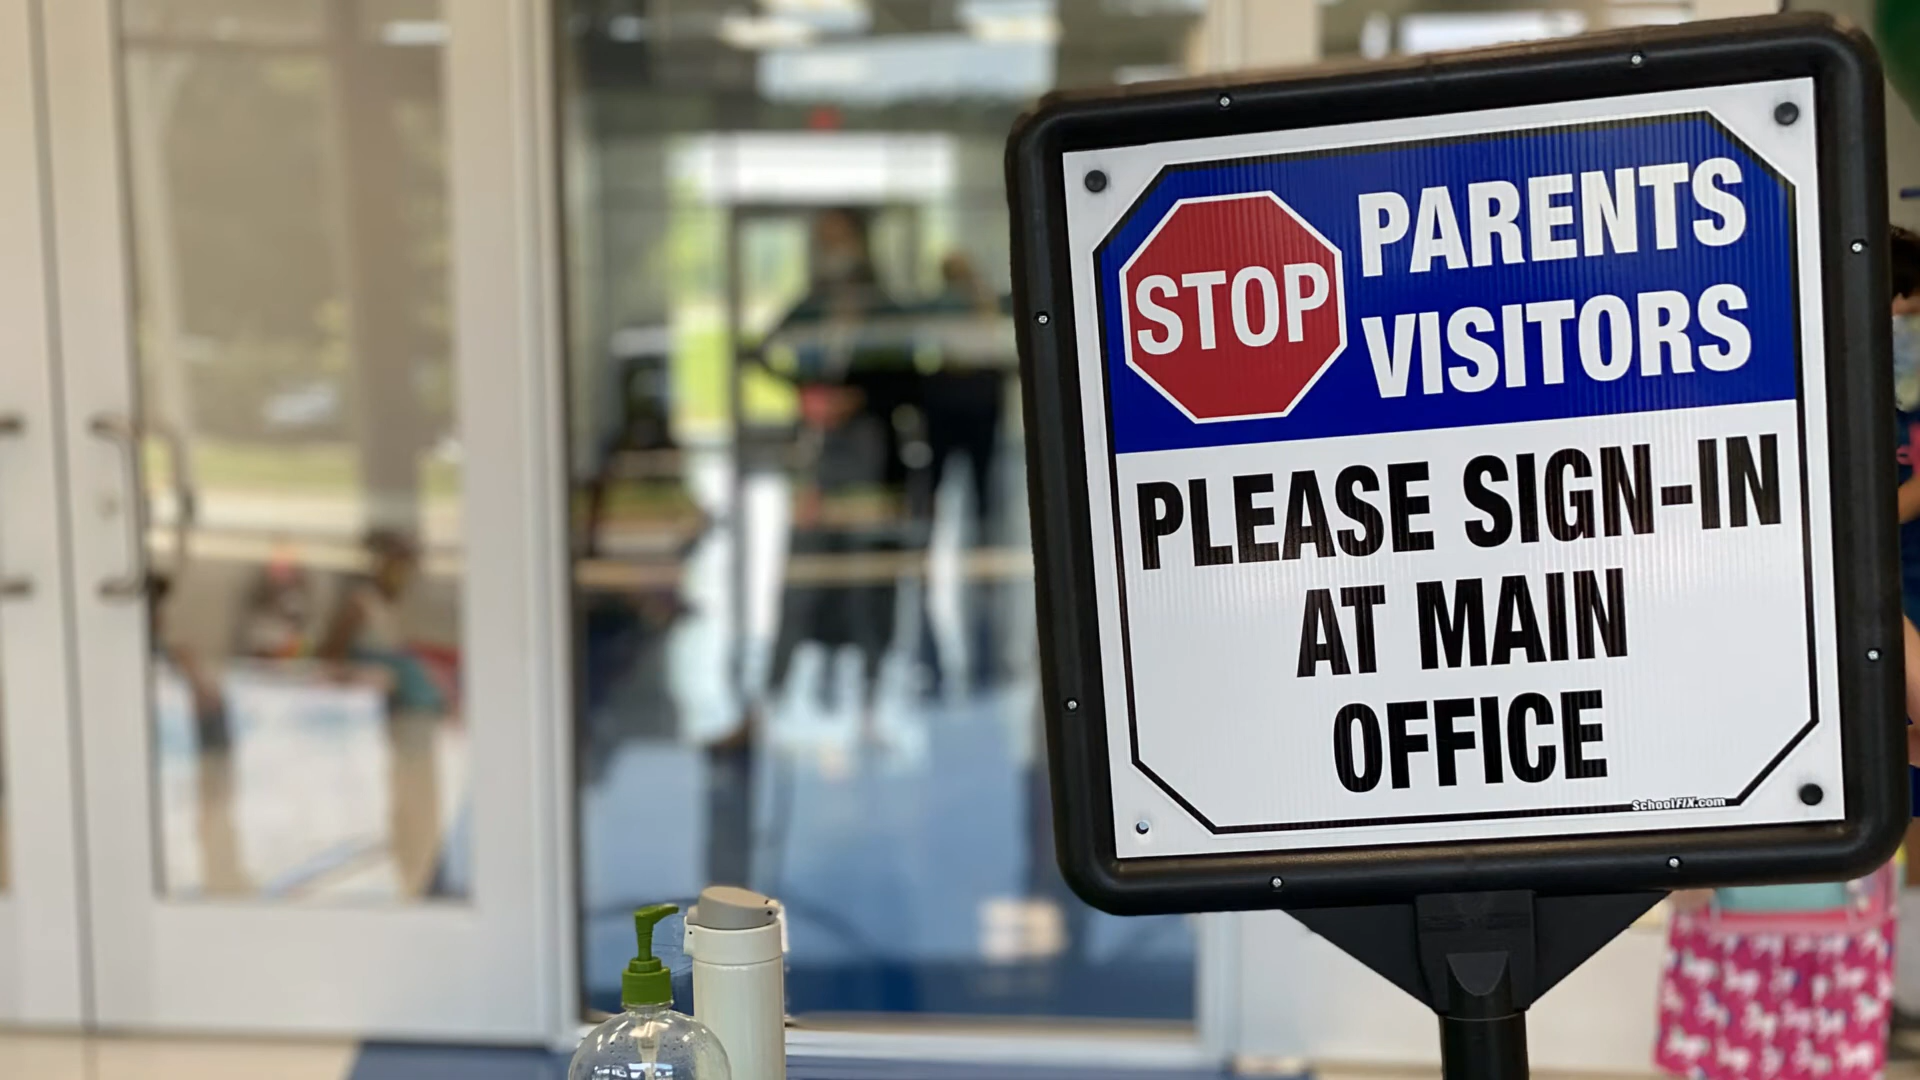 STOP
PARENTS
VISITORS
PLEASE SIGN-IN
AT MAIN
OFFICE
SchoolFIX.com